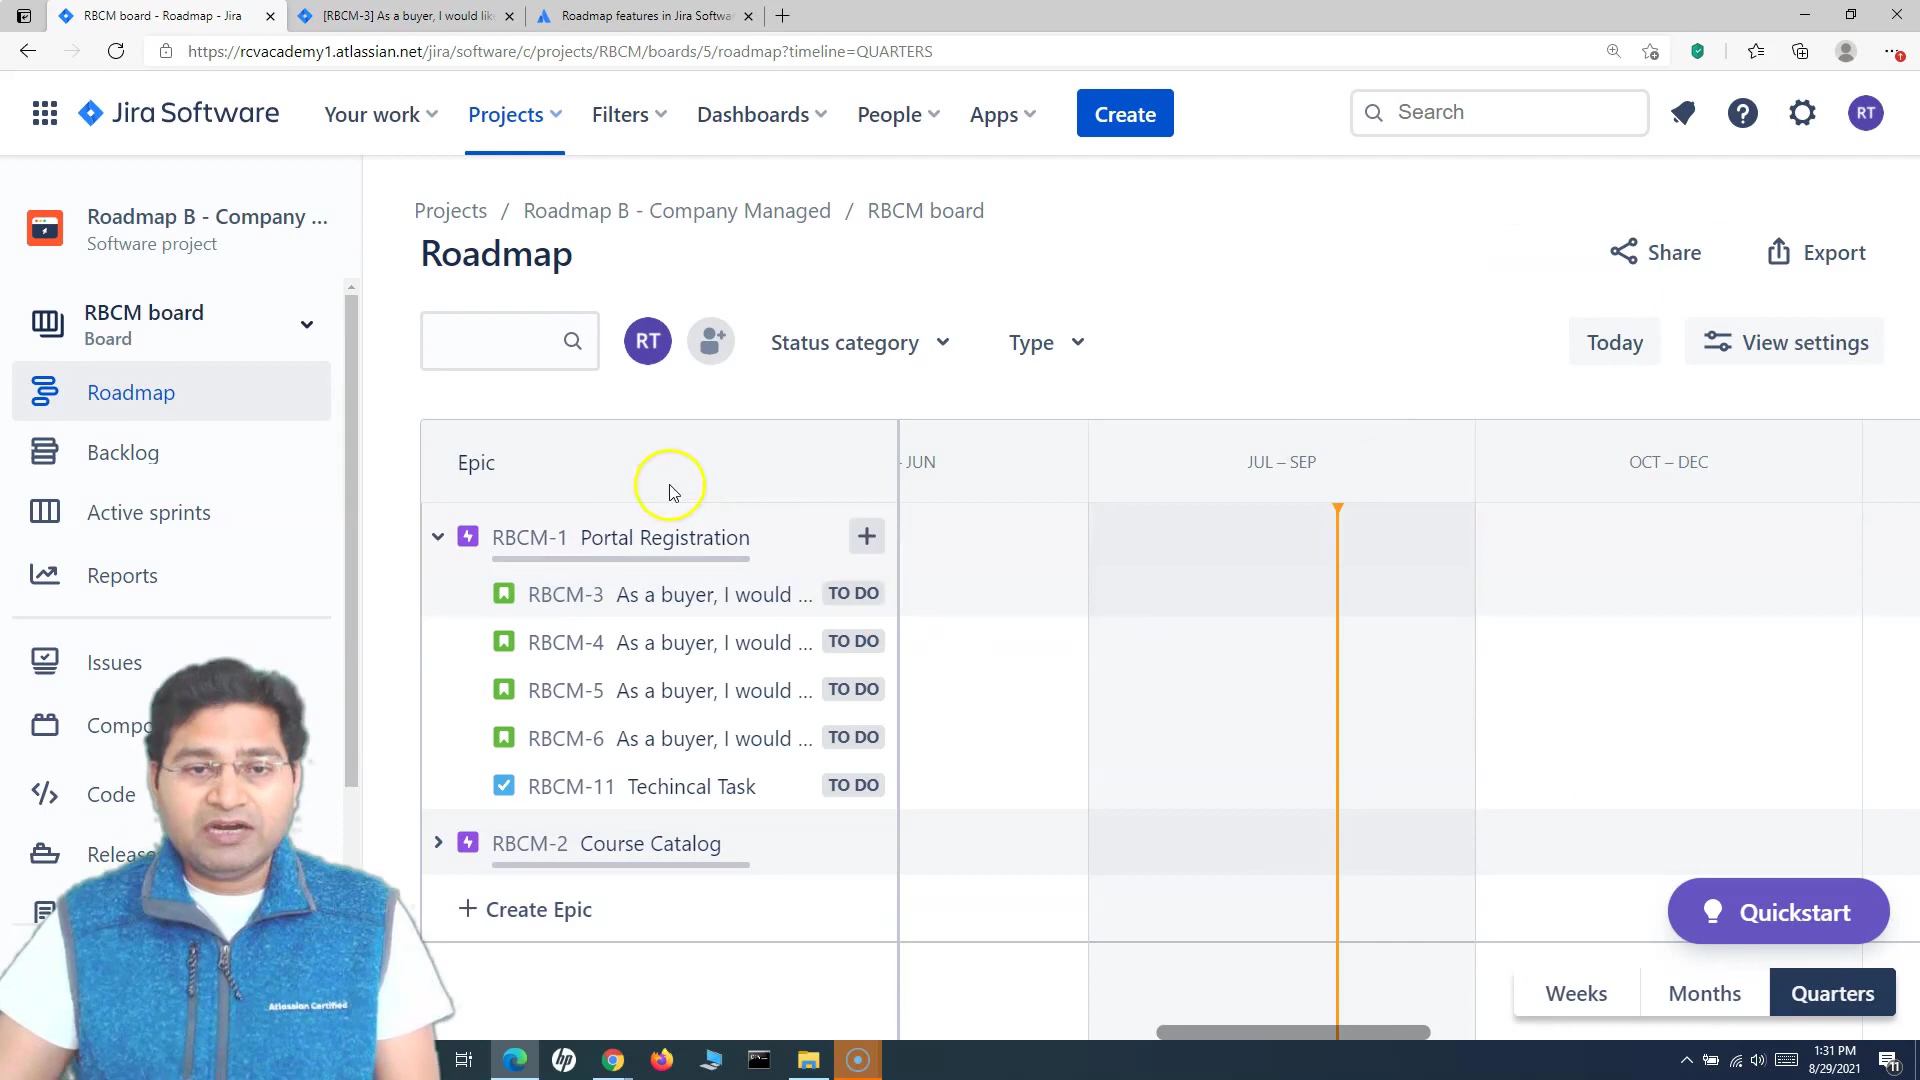 RBCM board - Roadmap - Jira
[RBCM-3] As a buyer, I would lik
Roadmap features in Jira Softwa
https://rcvacademy1.atlassian.net/jira/software/c/projects/RBCM/boards/5/roadmap?timeline=QUARTERS
Jira Software
Your work
Projects
Filters
Dashboards
People
Apps
Create
Search
RT
Roadmap B - Company ...
Software project
RBCM board
Board
Roadmap
Backlog
Active sprints
Reports
Issues
Compo
Code
Release
Projects / Roadmap B - Company Managed / RBCM board
Roadmap
Share
Export
RT
Status category
Type
Today
View settings
Epic
- JUN
JUL – SEP
OCT – DEC
RBCM-1 Portal Registration
RBCM-3 As a buyer, I would ... TO DO
RBCM-4 As a buyer, I would ... TO DO
RBCM-5 As a buyer, I would ... TO DO
RBCM-6 As a buyer, I would ... TO DO
RBCM-11 Techincal Task TO DO
RBCM-2 Course Catalog
+ Create Epic
Quickstart
Weeks
Months
Quarters
Atlassian Certified
hp
1:31 PM
8/29/2021
11